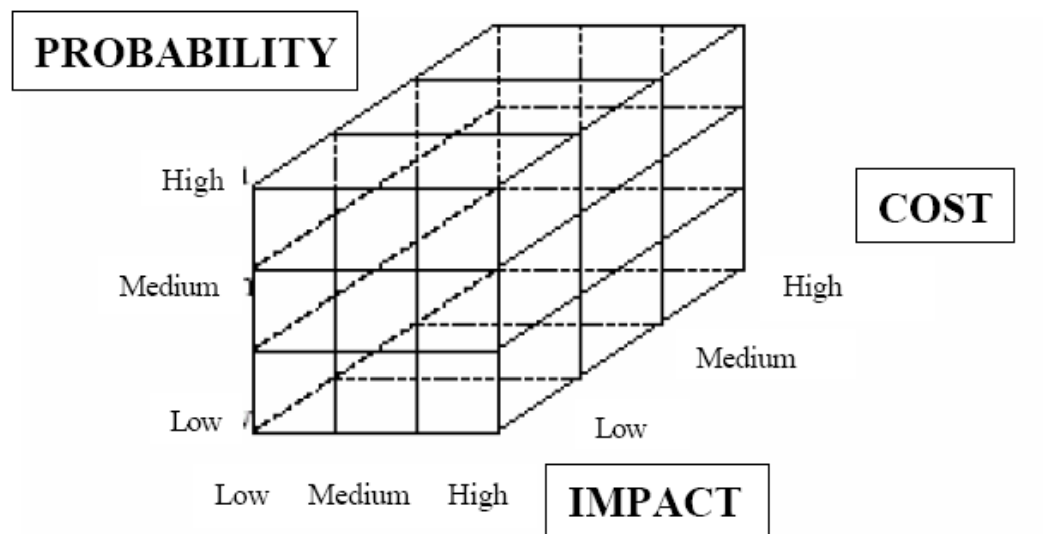 PROBABILITY
High
COST
Medium
High
Medium
Low
Low
Low Medium High
IMPACT